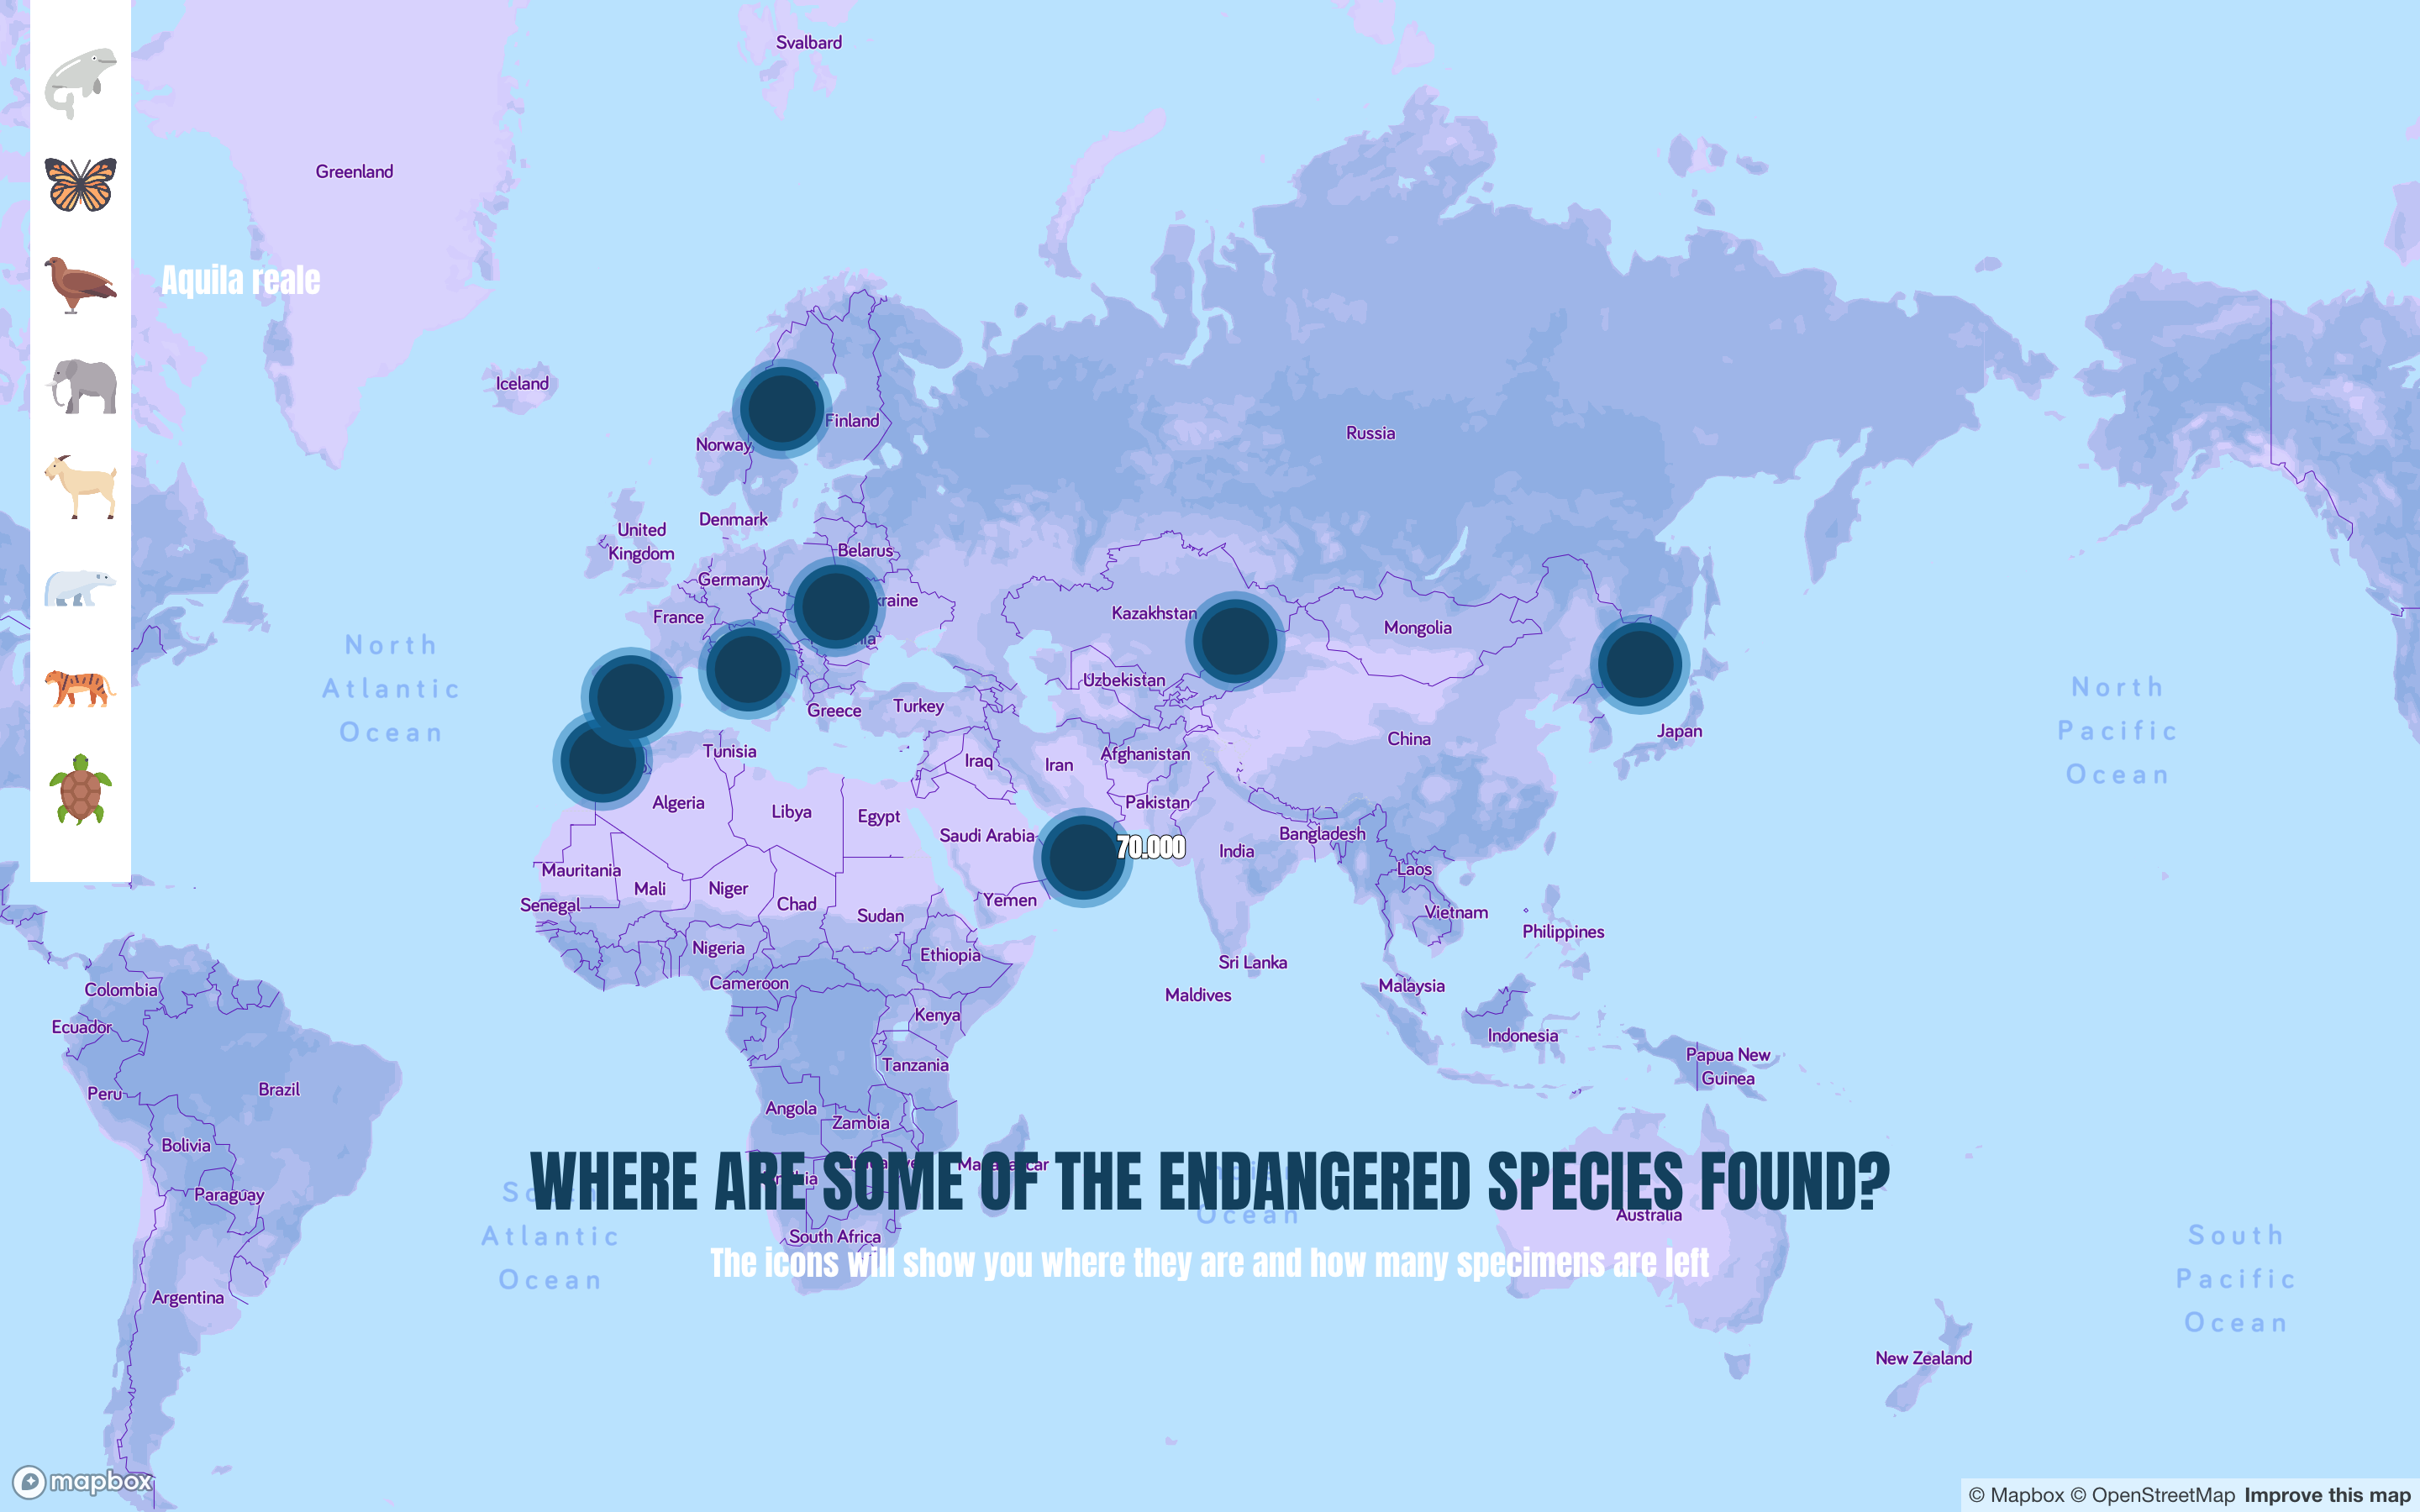 Svalbard
Greenland
Aquila reale
Iceland
Finland
Norway
Russia
United
Kingdom
Denmark
Belarus
Germany
kraine
France
Kazakhstan
Mongolia
North
Atlantic
Ocean
Uzbekistan
North
Pacific
Ocean
Greece
Turkey
Japan
China
Tunisia
Iraq
Iran
Afghanistan
Algeria
Libya
Egypt
Pakistan
Saudi Arabia
70.000
India
Bangladesh
Mauritania
Mali
Niger
Chad
Laos
Senegal
Sudan
Yemen
Vietnam
Philippines
Nigeria
Ethiopia
Sri Lanka
Colombia
Cameroon
Maldives
Malaysia
Ecuador
Kenya
Indonesia
Papua New
Guinea
Tanzania
Peru
Brazil
Angola
Zambia
Bolivia
WHERE ARE SOME OF THE ENDANGERED SPECIES FOUND?
Paraguay
South
Atlantic
Ocean
Ocean
Australia
South Africa
The icons will show you where they are and how many specimens are left
South
Pacific
Ocean
Argentina
New Zealand
mapbox
© Mapbox © OpenStreetMap Improve this map